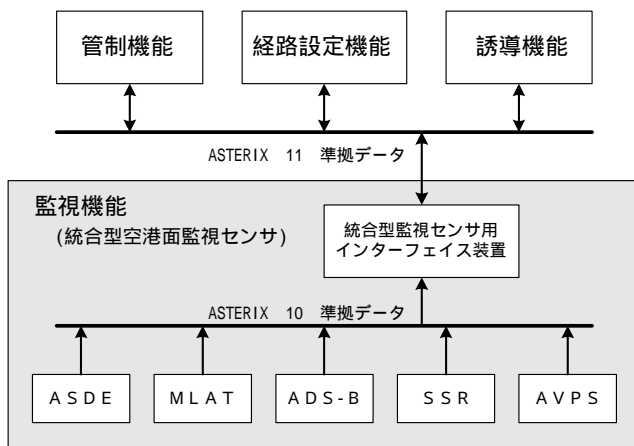 管制機能
経路設定機能
誘導機能
ASTERIX 11 準拠データ
監視機能
(統合型空港面監視センサ)
統合型監視センサ用
インターフェイス装置
ASTERIX 10 準拠データ
ASDE
MLAT
ADS-B
SSR
AVPS